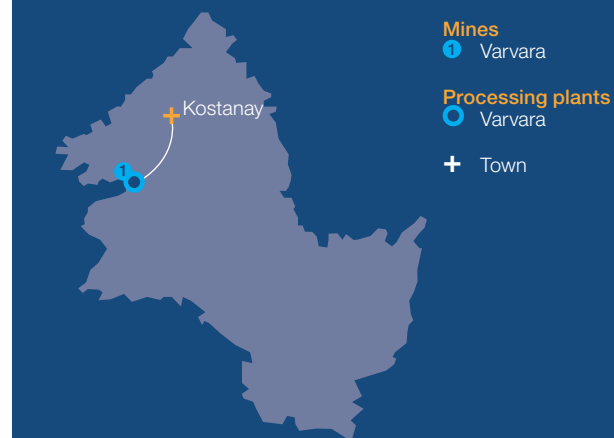 Mines
1 Varvara
Processing plants
Varvara
Town
Kostanay
1